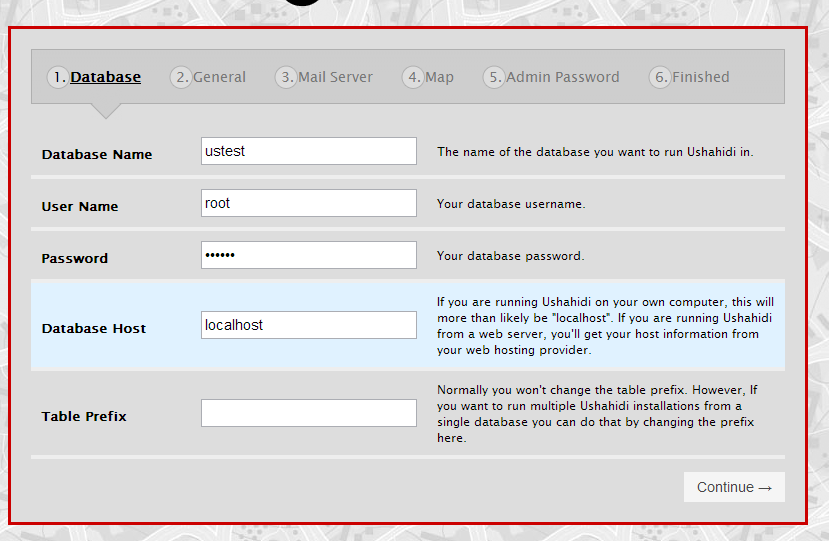 1. Database 2. General 3. Mail Server 4. Map 5. Admin Password 6. Finished
Database Name ustest The name of the database you want to run Ushahidi in.
User Name root Your database username.
Password •••••• Your database password.
If you are running Ushahidi on your own computer, this will
more than likely be "localhost". If you are running Ushahidi
Database Host localhost
from a web server, you'll get your host information from
your web hosting provider.
Normally you won't change the table prefix. However, If
you want to run multiple Ushahidi installations from a
Table Prefix
single database you can do that by changing the prefix
here.
Continue →